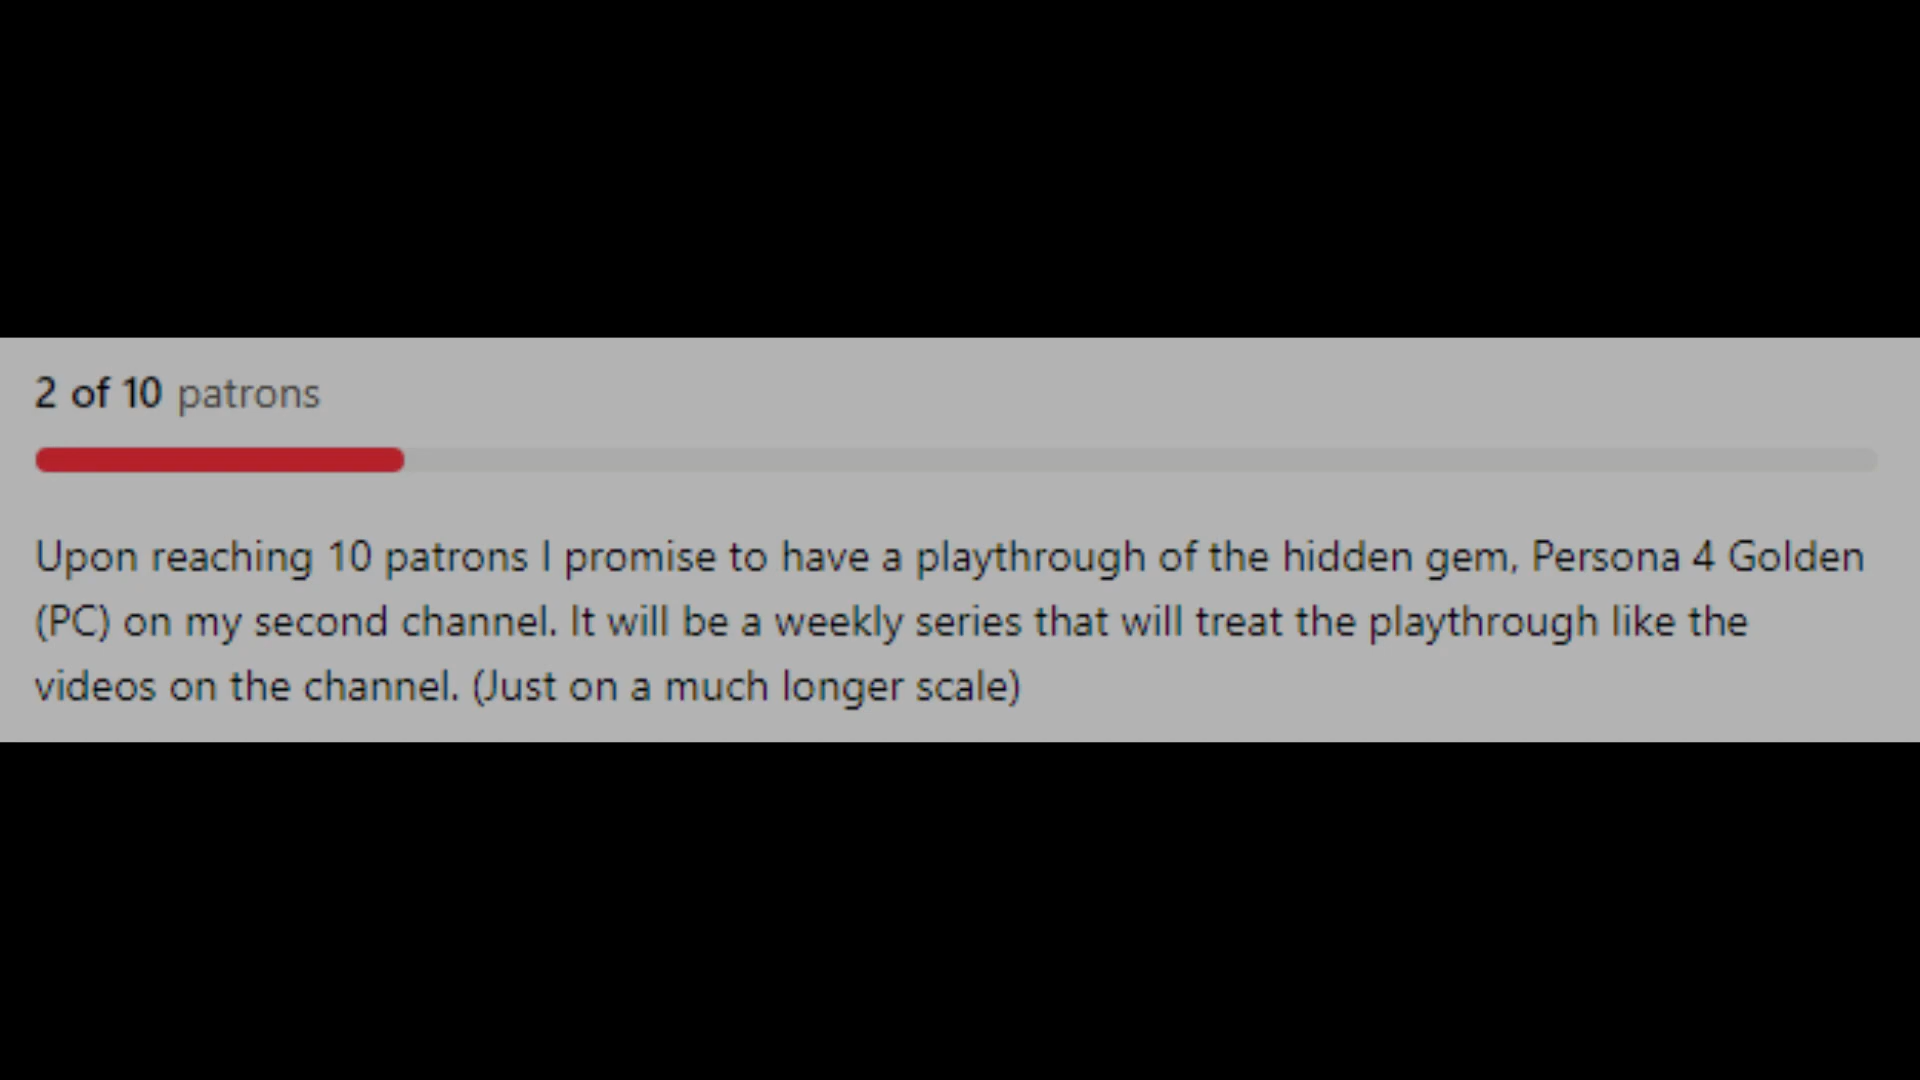 2 of 10 patrons
Upon reaching 10 patrons I promise to have a playthrough of the hidden gem, Persona 4 Golden
(PC) on my second channel. It will be a weekly series that will treat the playthrough like the
videos on the channel. (Just on a much longer scale)